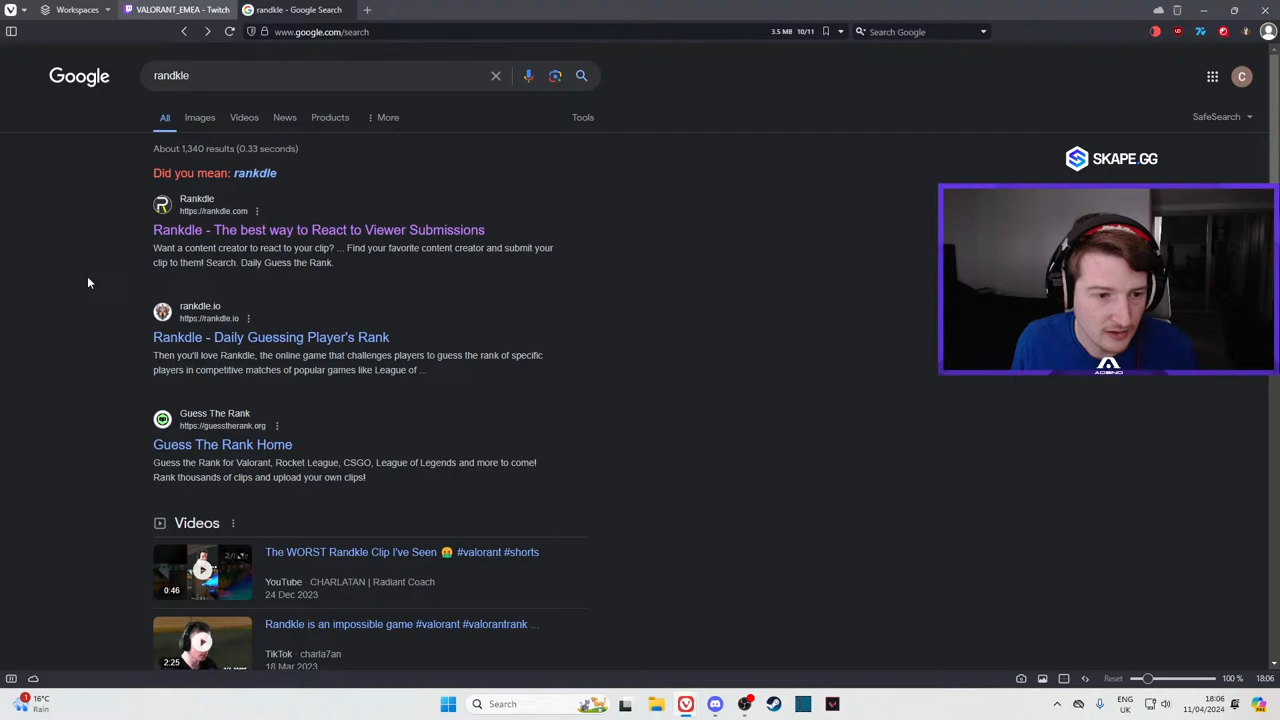 Workspaces
VALORANT_EMEA - Twitch
randkle - Google Search
www.google.com/search
3.5 MB 10/11
Search Google
Google
randkle
C
All
Images
Videos
News
Products
More
Tools
SafeSearch
About 1,340 results (0.33 seconds)
SKAPE.GG
Did you mean: rankdle
Rankdle
https://rankdle.com
Rankdle - The best way to React to Viewer Submissions
Want a content creator to react to your clip? ... Find your favorite content creator and submit your
clip to them! Search. Daily Guess the Rank.
rankdle.io
https://rankdle.io
Rankdle - Daily Guessing Player's Rank
Then you'll love Rankdle, the online game that challenges players to guess the rank of specific
players in competitive matches of popular games like League of ...
Guess The Rank
https://guesstherank.org
Guess The Rank Home
Guess the Rank for Valorant, Rocket League, CSGO, League of Legends and more to come!
Rank thousands of clips and upload your own clips!
Videos
The WORST Randkle Clip I've Seen 🤮 #valorant #shorts
0:46
YouTube · CHARLATAN | Radiant Coach
24 Dec 2023
Randkle is an impossible game #valorant #valorantrank ...
2:25
TikTok · charla7an
18 Mar 2023
Reset
100 %
18:06
1
16°C
Rain
Search
ENG
UK
18:06
11/04/2024